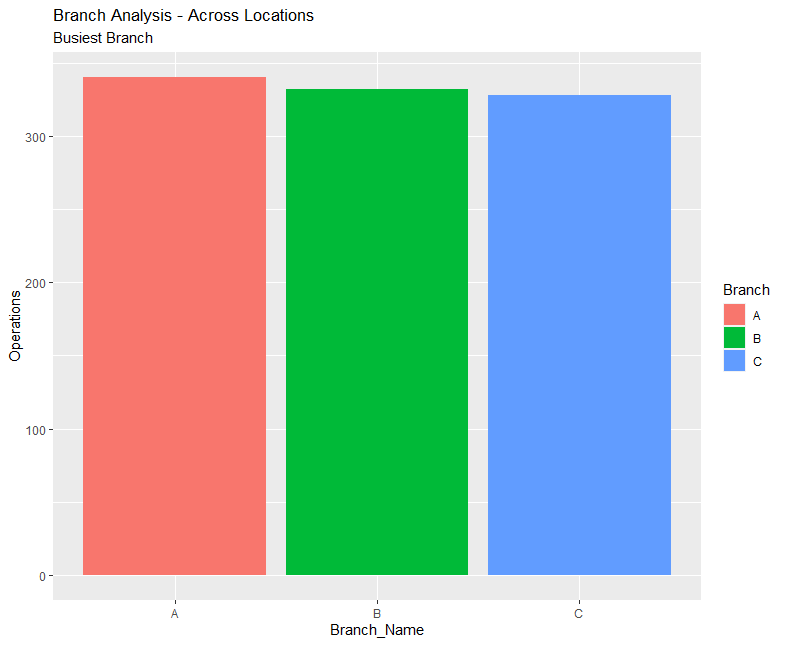 Branch Analysis - Across Locations
Busiest Branch
Operations
300
200
100
0
A
B
C
Branch_Name
Branch
A
B
C